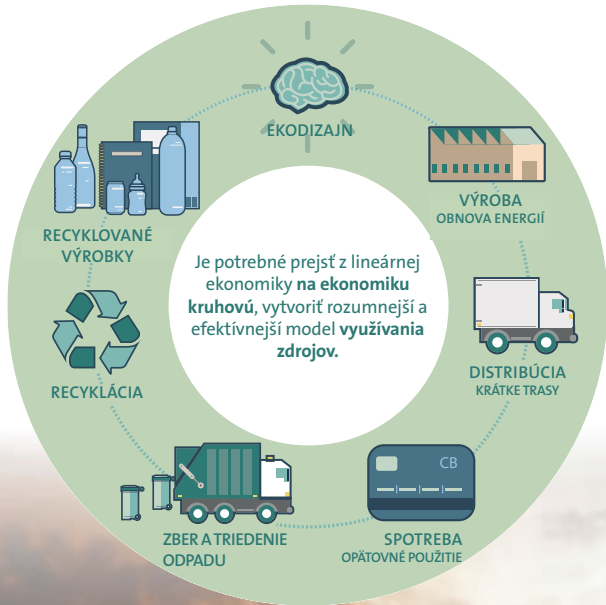 EKODIZAJN
VÝROBA
OBNOVA ENERGIÍ
DISTRIBÚCIA
KRÁTKE TRASY
CB
SPOTREBA
OPÄTOVNÉ POUŽITIE
ZBER A TRIEDENIE
ODPADU
RECYKLÁCIA
RECYKLOVANÉ
VÝROBKY
Je potrebné prejsť z lineárnej
ekonomiky na ekonomiku
kruhovú, vytvoriť rozumnejší a
efektívnejší model využívania
zdrojov.